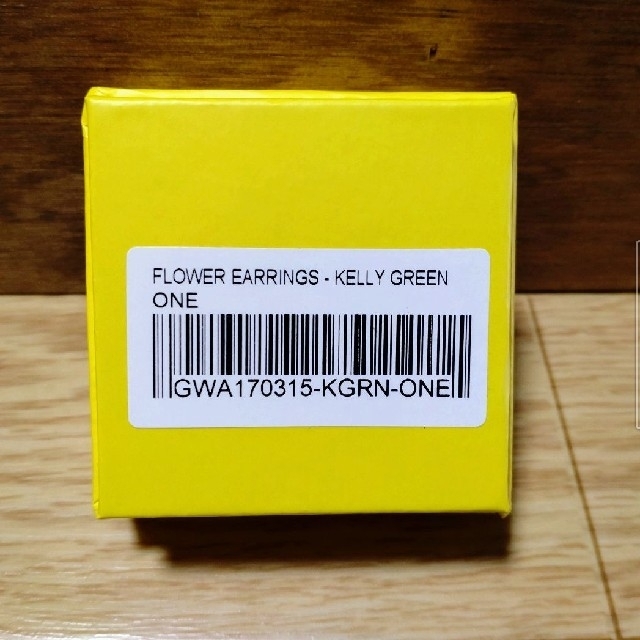 FLOWER EARRINGS - KELLY GREEN
ONE
GWA170315-KGRN-ONE